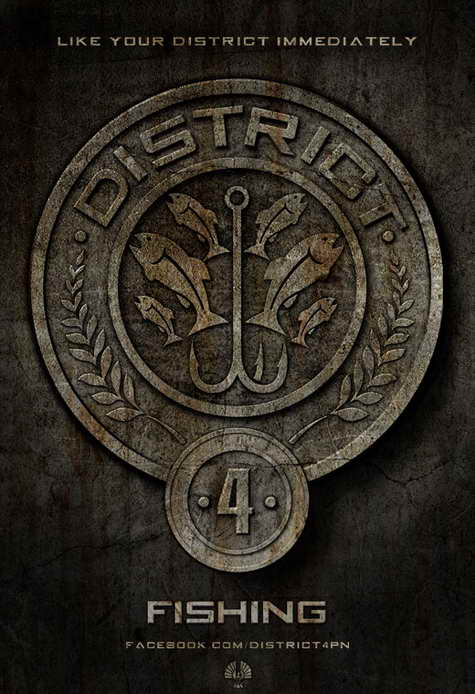 LIKE YOUR DISTRICT IMMEDIATELY
DISTRICT
4
FISHING
FACEBOOK.COM/DISTRICT4PN